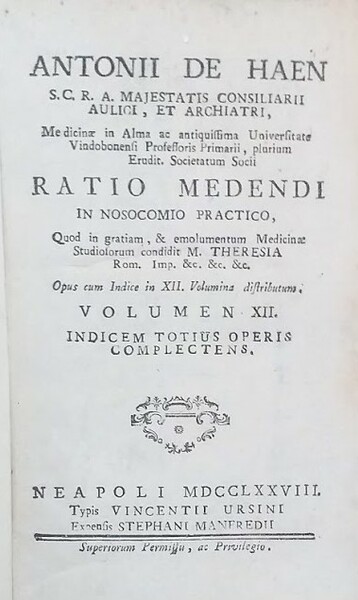 ANTONII DE HAEN
S. C. R. A. MAJESTATIS CONSILIARII
AULICI, ET ARCHIATRI,
Medicinæ in Alma ac antiquiſſima Univerſitate
Vindobonenſi Profeſſoris Primarii, plurium
Erudit. Societatum Socii
RATIO MEDENDI
IN NOSOCOMIO PRACTICO,
Quod in gratiam, & emolumentum Medicinæ
Studioſorum condidit M. THERESIA
Rom. Imp. &c. &c. &c.
Opus cum Indice in XII. Volumina diſtributum.
VOLUMEN XII.
INDICEM TOTIUS OPERIS
COMPLECTENS.
NEAPOLI MDCCLXXVIII.
Typis VINCENTII URSINI
Expenſis STEPHANI MANFREDII
Superiorum Permiſſu, ac Privilegio.